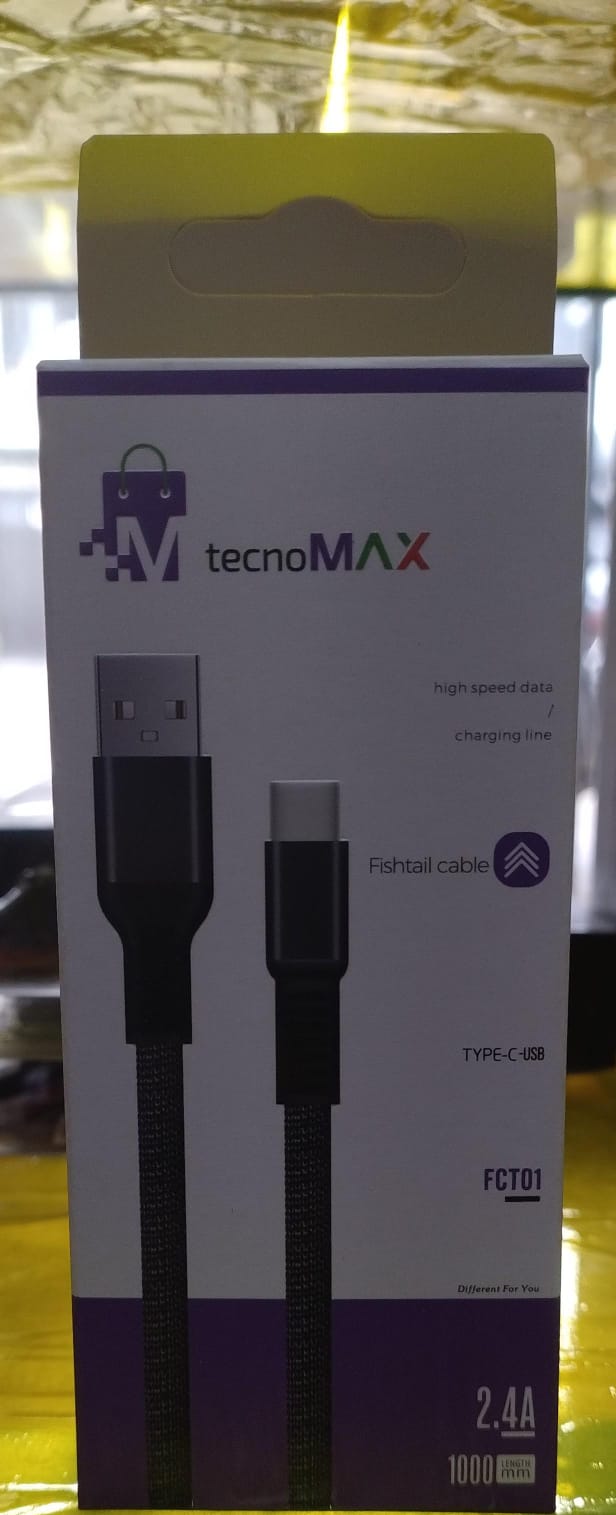 M
tecnoMAX
high speed data
/
charging line
Fishtail cable
TYPE-C-USB
FCT01
Different For You
2.4A
1000 LENGTH mm